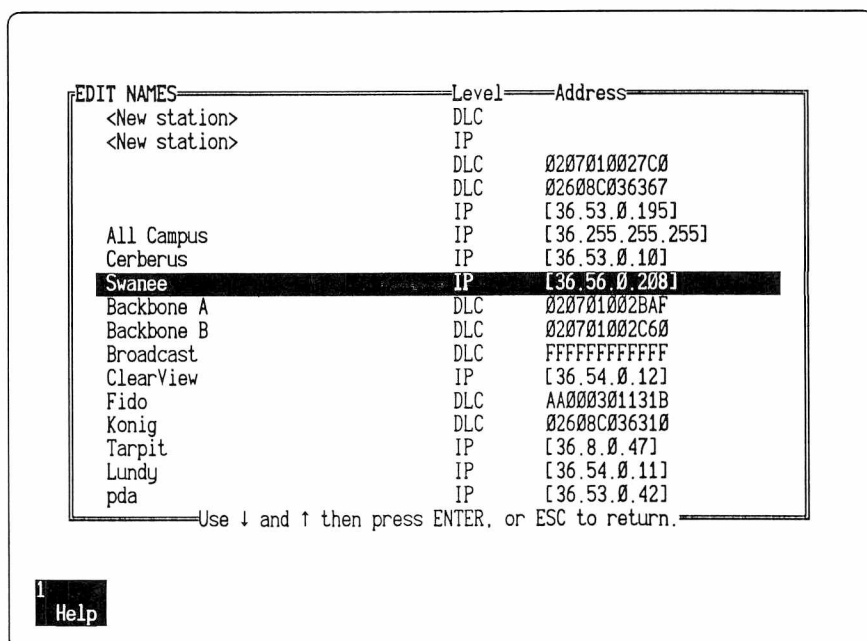 EDIT NAMES Level Address
<New station> DLC
<New station> IP
DLC 0207010027C0
DLC 02608C036367
IP [36.53.0.195]
All Campus IP [36.255.255.255]
Cerberus IP [36.53.0.10]
Swanee IP [36.56.0.208]
Backbone A DLC 020701002BAF
Backbone B DLC 020701002C60
Broadcast DLC FFFFFFFFFFFF
ClearView IP [36.54.0.12]
Fido DLC AA000301131B
Konig DLC 02608C036310
Tarpit IP [36.8.0.47]
Lundy IP [36.54.0.11]
pda IP [36.53.0.42]
Use ↓ and ↑ then press ENTER, or ESC to return.
1
Help